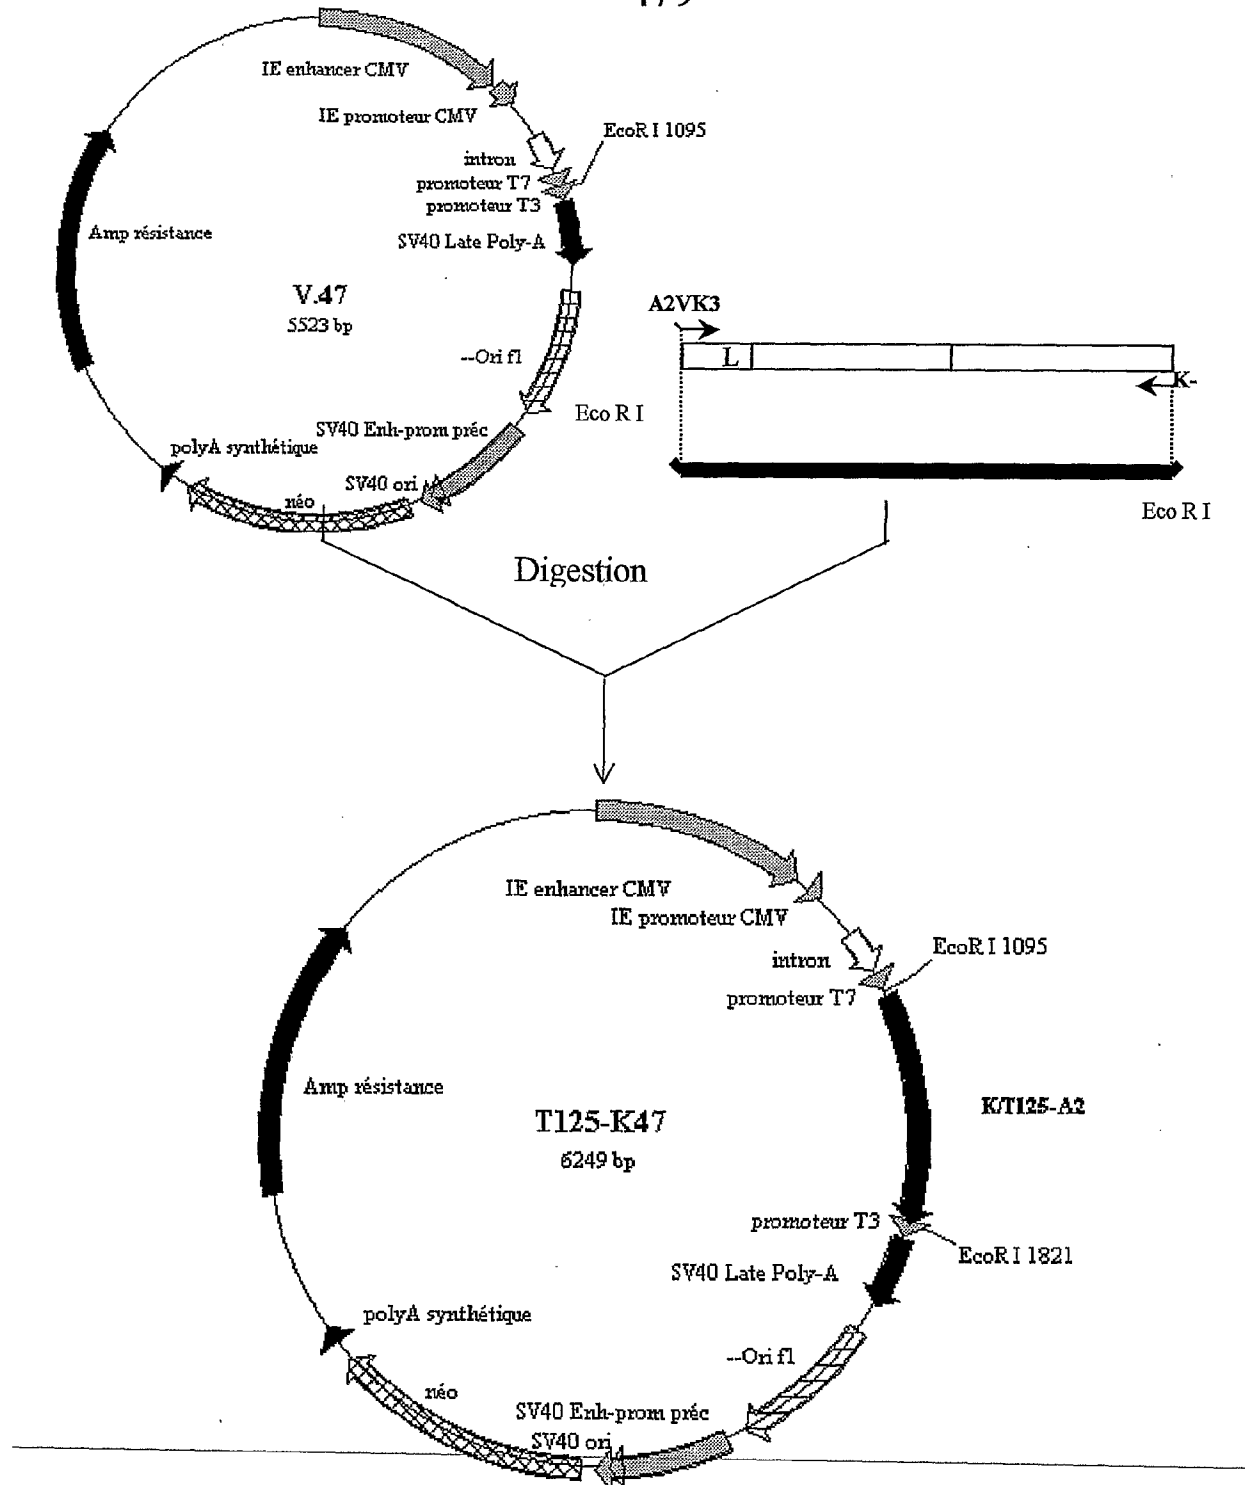 IE enhancer CMV
IE promoteur CMV
EcoR I 1095
intron
promoteur T7
promoteur T3
Amp résistance
SV40 Late Poly-A
V.47
5523 bp
A2VK3
--Ori f1
L
K-
Eco R I
SV40 Enh-prom préc
polyA synthétique
SV40 ori
néo
Eco R I
Digestion
IE enhancer CMV
IE promoteur CMV
EcoR I 1095
intron
promoteur T7
Amp résistance
K/T125-A2
T125-K47
6249 bp
promoteur T3
EcoR I 1821
SV40 Late Poly-A
polyA synthétique
--Ori f1
néo
SV40 Enh-prom préc
SV40 ori